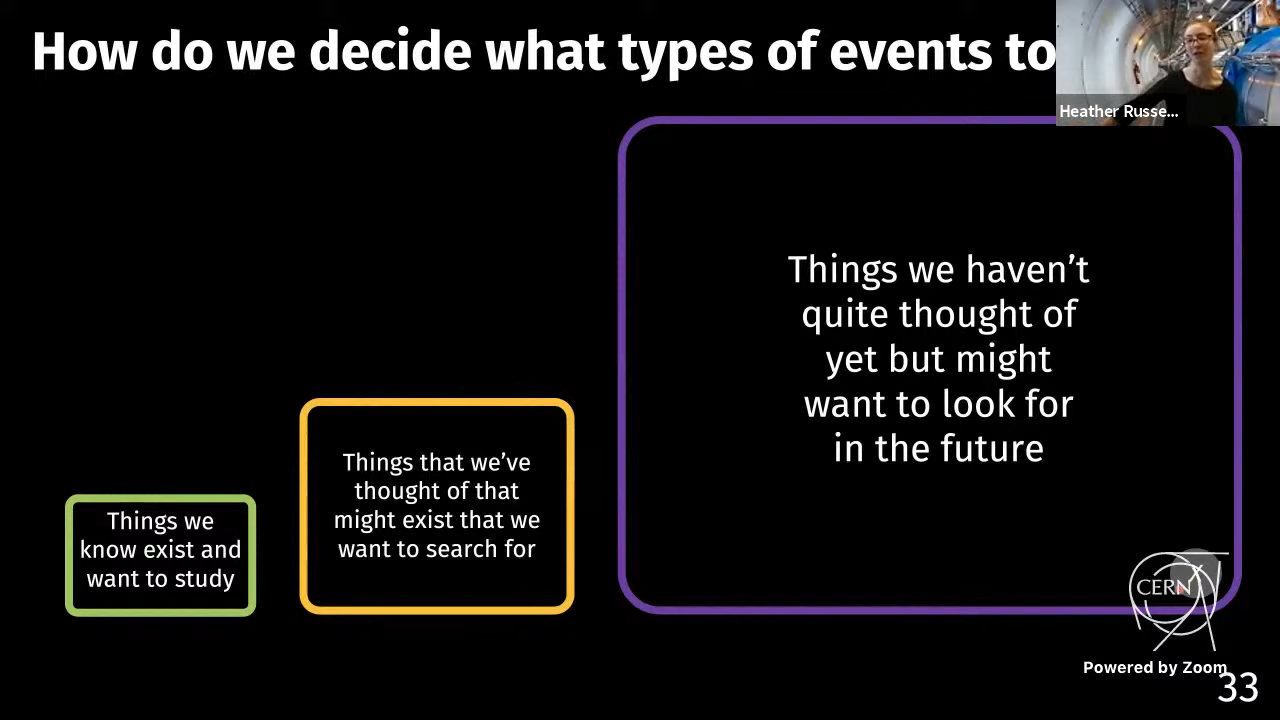 How do we decide what types of events to
Heather Russe...
Things we haven’t
quite thought of
yet but might
want to look for
in the future
Things that we’ve
thought of that
might exist that we
want to search for
Things we
know exist and
want to study
CERN
Powered by Zoom
33